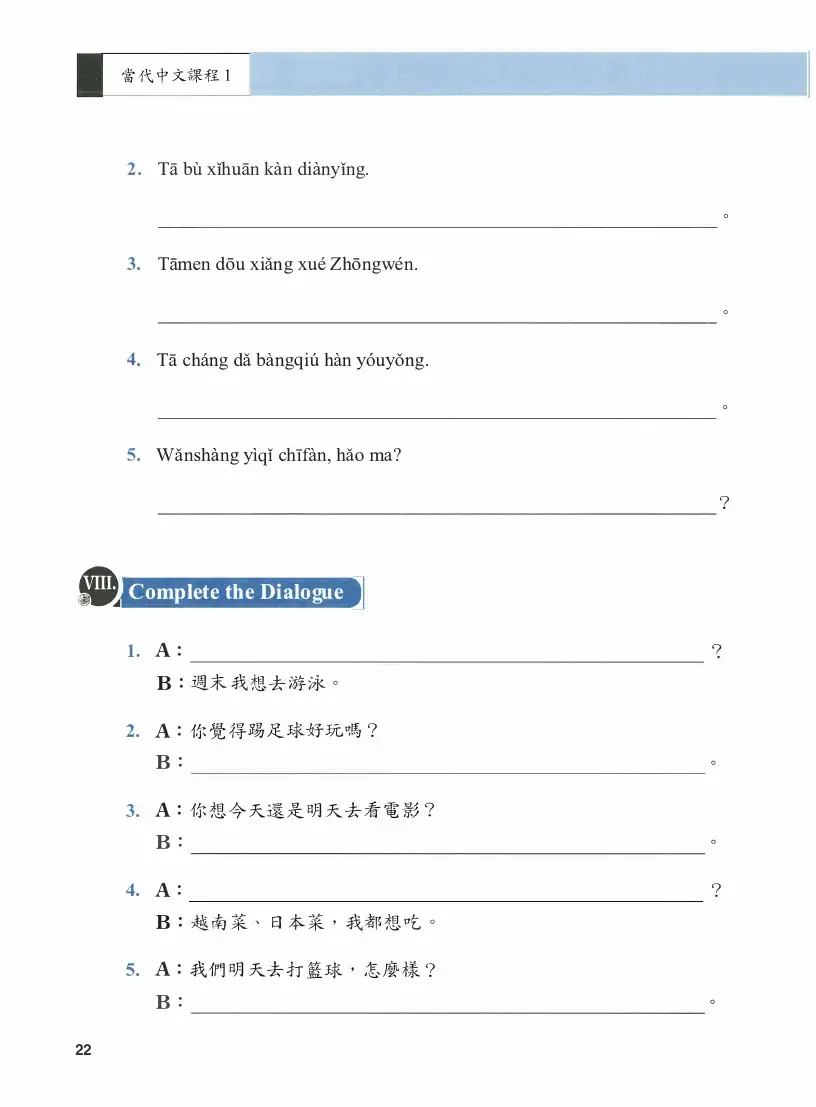 當代中文課程 1
2. Tā bù xǐhuān kàn diànyǐng.
。
3. Tāmen dōu xiǎng xué Zhōngwén.
。
4. Tā cháng dǎ bàngqiú hàn yóuyǒng.
。
5. Wǎnshàng yìqǐ chīfàn, hǎo ma?
？
VIII. Complete the Dialogue
1. A：？
B：週末我想去游泳。
2. A：你覺得踢足球好玩嗎？
B：。
3. A：你想今天還是明天去看電影？
B：。
4. A：？
B：越南菜、日本菜，我都想吃。
5. A：我們明天去打籃球，怎麼樣？
B：。
22